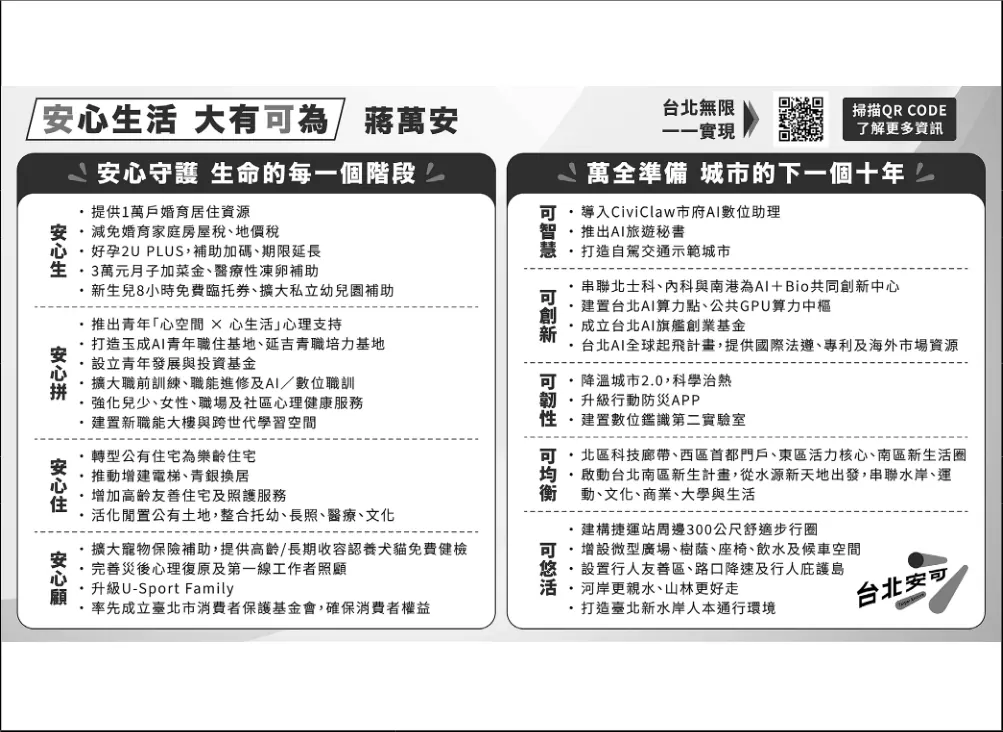 安心生活 大有可為 蔣萬安
台北無限
一一實現
掃描QR CODE
了解更多資訊
安心守護 生命的每一個階段
安心生
・提供1萬戶婚育居住資源
・減免婚育家庭房屋稅、地價稅
・好孕2U PLUS，補助加碼、期限延長
・3萬元月子加菜金、醫療性凍卵補助
・新生兒8小時免費臨托券、擴大私立幼兒園補助
安心拼
・推出青年「心空間 × 心生活」心理支持
・打造玉成AI青年職住基地、延吉青職培力基地
・設立青年發展與投資基金
・擴大職前訓練、職能進修及AI／數位職訓
・強化兒少、女性、職場及社區心理健康服務
・建置新職能大樓與跨世代學習空間
安心住
・轉型公有住宅為樂齡住宅
・推動增建電梯、青銀換居
・增加高齡友善住宅及照護服務
・活化閒置公有土地，整合托幼、長照、醫療、文化
安心顧
・擴大寵物保險補助，提供高齡/長期收容認養犬貓免費健檢
・完善災後心理復原及第一線工作者照顧
・升級U-Sport Family
・率先成立臺北市消費者保護基金會，確保消費者權益
萬全準備 城市的下一個十年
可智慧
・導入CiviClaw市府AI數位助理
・推出AI旅遊秘書
・打造自駕交通示範城市
可創新
・串聯北士科、內科與南港為AI＋Bio共同創新中心
・建置台北AI算力點、公共GPU算力中樞
・成立台北AI旗艦創業基金
・台北AI全球起飛計畫，提供國際法遵、專利及海外市場資源
可韌性
・降溫城市2.0，科學治熱
・升級行動防災APP
・建置數位鑑識第二實驗室
可均衡
・北區科技廊帶、西區首都門戶、東區活力核心、南區新生活圈
・啟動台北南區新生計畫，從水源新天地出發，串聯水岸、運
動、文化、商業、大學與生活
可悠活
・建構捷運站周邊300公尺舒適步行圈
・增設微型廣場、樹蔭、座椅、飲水及候車空間
・設置行人友善區、路口降速及行人庇護島
・河岸更親水、山林更好走
・打造臺北新水岸人本通行環境
台北安可